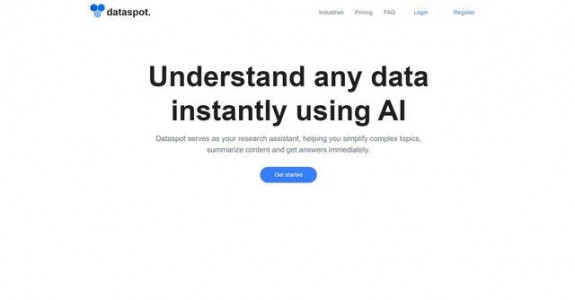 dataspot.
Industries Pricing FAQ Login Register
Understand any data
instantly using AI
Dataspot serves as your research assistant, helping you simplify complex topics,
summarize content and get answers immediately.
Get started